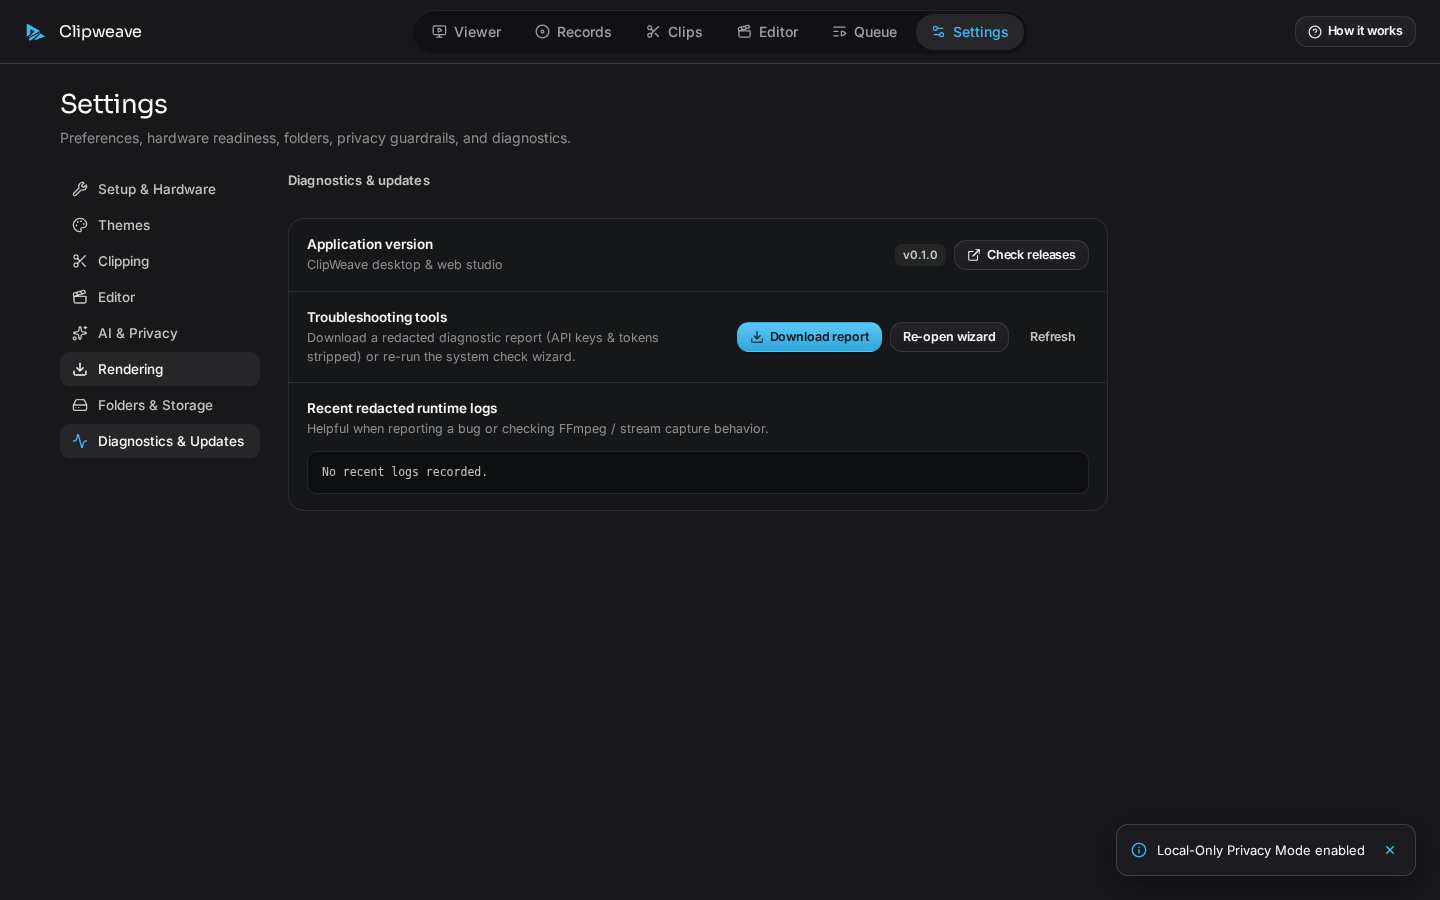 Clipweave
Viewer
Records
Clips
Editor
Queue
Settings
How it works
Settings
Preferences, hardware readiness, folders, privacy guardrails, and diagnostics.
Setup & Hardware
Themes
Clipping
Editor
AI & Privacy
Rendering
Folders & Storage
Diagnostics & Updates
Diagnostics & updates
Application version
ClipWeave desktop & web studio
v0.1.0
Check releases
Troubleshooting tools
Download a redacted diagnostic report (API keys & tokens
stripped) or re-run the system check wizard.
Download report
Re-open wizard
Refresh
Recent redacted runtime logs
Helpful when reporting a bug or checking FFmpeg / stream capture behavior.
No recent logs recorded.
Local-Only Privacy Mode enabled